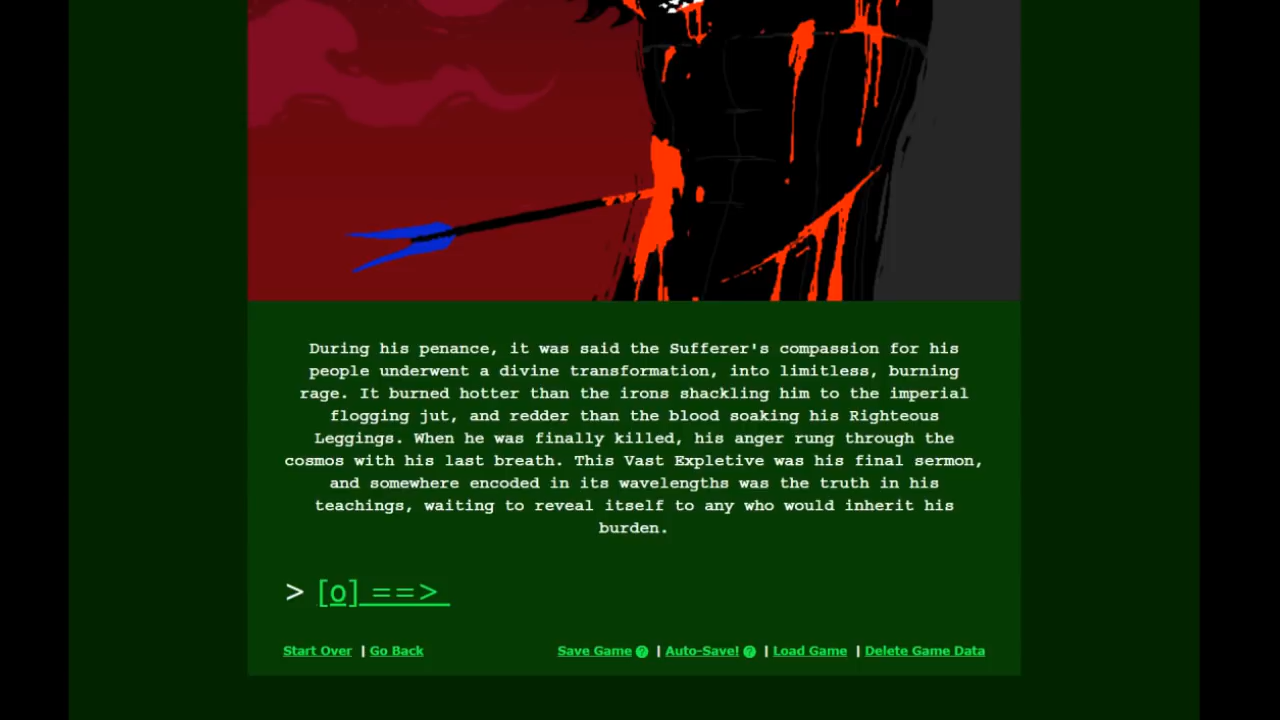 During his penance, it was said the Sufferer's compassion for his
people underwent a divine transformation, into limitless, burning
rage. It burned hotter than the irons shackling him to the imperial
flogging jut, and redder than the blood soaking his Righteous
Leggings. When he was finally killed, his anger rung through the
cosmos with his last breath. This Vast Expletive was his final sermon,
and somewhere encoded in its wavelengths was the truth in his
teachings, waiting to reveal itself to any who would inherit his
burden.
> [o] ==>
Start Over | Go Back Save Game ? | Auto-Save! ? | Load Game | Delete Game Data